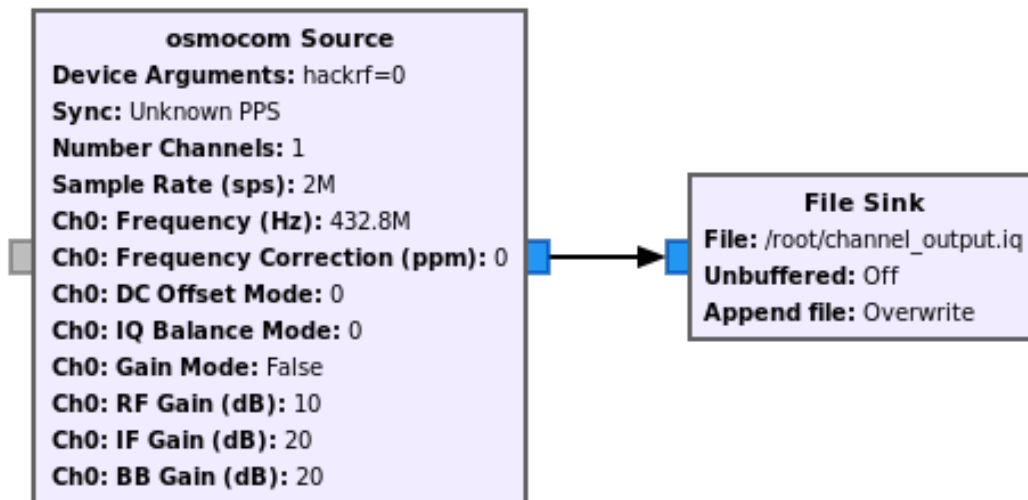 osmocom Source
Device Arguments: hackrf=0
Sync: Unknown PPS
Number Channels: 1
Sample Rate (sps): 2M
Ch0: Frequency (Hz): 432.8M
Ch0: Frequency Correction (ppm): 0
Ch0: DC Offset Mode: 0
Ch0: IQ Balance Mode: 0
Ch0: Gain Mode: False
Ch0: RF Gain (dB): 10
Ch0: IF Gain (dB): 20
Ch0: BB Gain (dB): 20
File Sink
File: /root/channel_output.iq
Unbuffered: Off
Append file: Overwrite